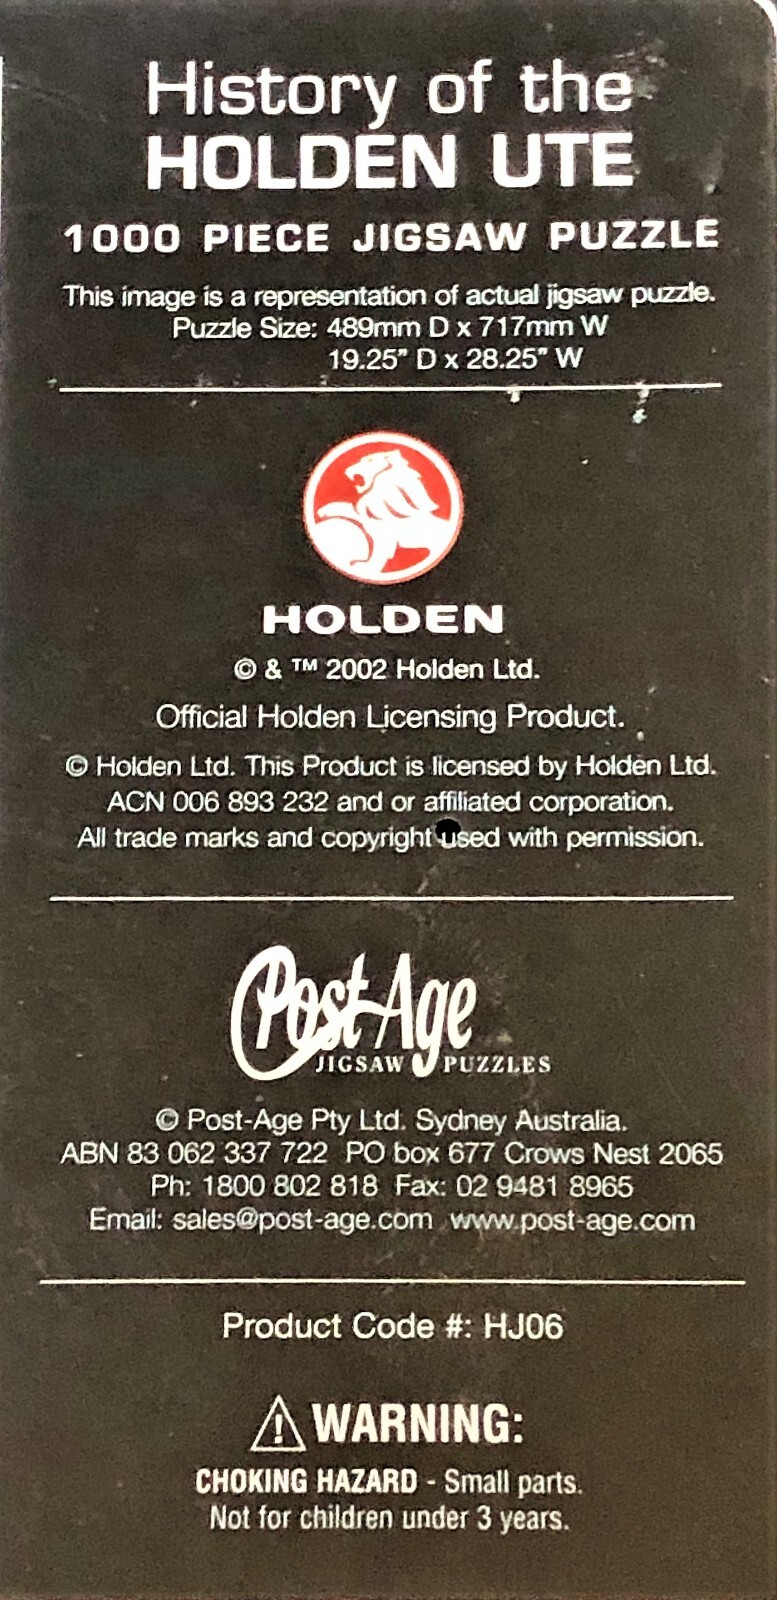 History of the
HOLDEN UTE
1000 PIECE JIGSAW PUZZLE
This image is a representation of actual jigsaw puzzle.
Puzzle Size: 489mm D x 717mm W
19.25" D x 28.25" W
HOLDEN
© & ™ 2002 Holden Ltd.
Official Holden Licensing Product.
© Holden Ltd. This Product is licensed by Holden Ltd.
ACN 006 893 232 and or affiliated corporation.
All trade marks and copyright used with permission.
Post-Age
JIGSAW PUZZLES
© Post-Age Pty Ltd. Sydney Australia.
ABN 83 062 337 722 PO box 677 Crows Nest 2065
Ph: 1800 802 818 Fax: 02 9481 8965
Email: sales@post-age.com www.post-age.com
Product Code #: HJ06
WARNING:
CHOKING HAZARD - Small parts.
Not for children under 3 years.